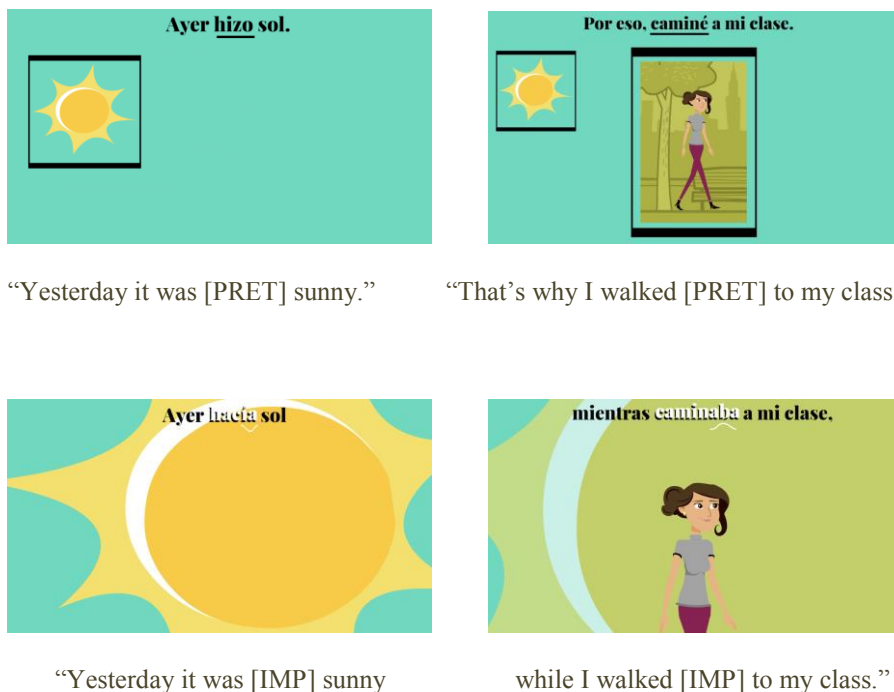 Ayer hizo sol.
Por eso, caminé a mi clase.
“Yesterday it was [PRET] sunny.”
“That’s why I walked [PRET] to my class
Ayer hacía sol
mientras caminaba a mi clase,
“Yesterday it was [IMP] sunny
while I walked [IMP] to my class.”